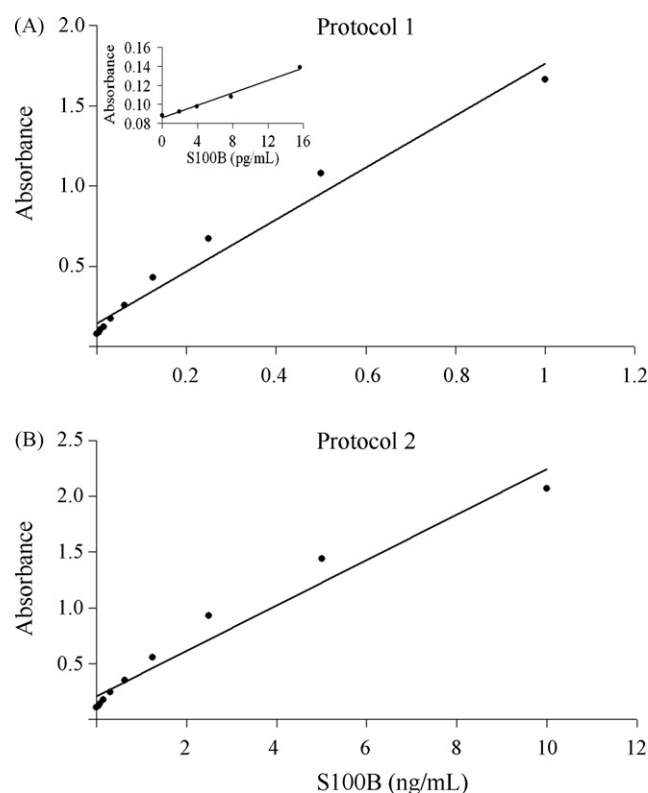 (A)
Protocol 1
2.0
1.5
1.0
0.5
Absorbance
0.16
0.14
0.12
0.10
0.08
Absorbance
0 4 8 12 16
S100B (pg/mL)
0.2 0.4 0.6 0.8 1 1.2
(B)
Protocol 2
2.5
2.0
1.5
1.0
0.5
Absorbance
2 4 6 8 10 12
S100B (ng/mL)